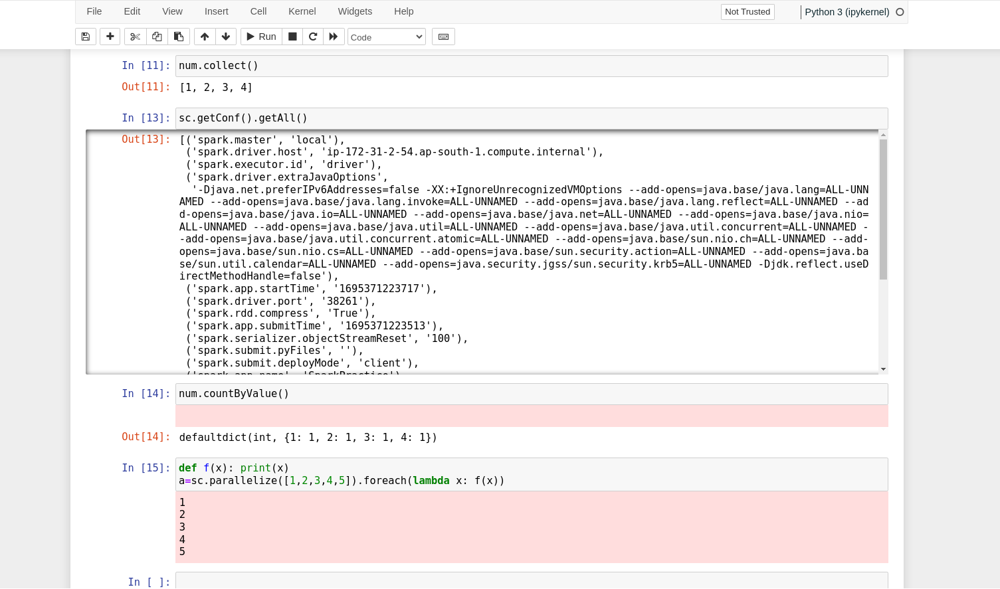 File Edit View Insert Cell Kernel Widgets Help Not Trusted Python 3 (ipykernel)
Run Code
In [11]: num.collect()
Out[11]: [1, 2, 3, 4]
In [13]: sc.getConf().getAll()
Out[13]: [('spark.master', 'local'),
('spark.driver.host', 'ip-172-31-2-54.ap-south-1.compute.internal'),
('spark.executor.id', 'driver'),
('spark.driver.extraJavaOptions',
'-Djava.net.preferIPv6Addresses=false -XX:+IgnoreUnrecognizedVMOptions --add-opens=java.base/java.lang=ALL-UNN
AMED --add-opens=java.base/java.lang.invoke=ALL-UNNAMED --add-opens=java.base/java.lang.reflect=ALL-UNNAMED --ad
d-opens=java.base/java.io=ALL-UNNAMED --add-opens=java.base/java.net=ALL-UNNAMED --add-opens=java.base/java.nio=
ALL-UNNAMED --add-opens=java.base/java.util=ALL-UNNAMED --add-opens=java.base/java.util.concurrent=ALL-UNNAMED -
-add-opens=java.base/java.util.concurrent.atomic=ALL-UNNAMED --add-opens=java.base/sun.nio.ch=ALL-UNNAMED --add-
opens=java.base/sun.nio.cs=ALL-UNNAMED --add-opens=java.base/sun.security.action=ALL-UNNAMED --add-opens=java.ba
se/sun.util.calendar=ALL-UNNAMED --add-opens=java.security.jgss/sun.security.krb5=ALL-UNNAMED -Djdk.reflect.useD
irectMethodHandle=false'),
('spark.app.startTime', '1695371223717'),
('spark.driver.port', '38261'),
('spark.rdd.compress', 'True'),
('spark.app.submitTime', '1695371223513'),
('spark.serializer.objectStreamReset', '100'),
('spark.submit.pyFiles', ''),
('spark.submit.deployMode', 'client'),
('spark.app.name', 'SparkPractice')
In [14]: num.countByValue()
Out[14]: defaultdict(int, {1: 1, 2: 1, 3: 1, 4: 1})
In [15]: def f(x): print(x)
a=sc.parallelize([1,2,3,4,5]).foreach(lambda x: f(x))
1
2
3
4
5
In [ ]: